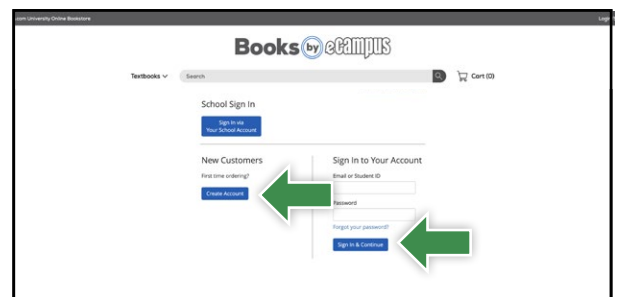 .com University Online Bookstore
Login
Books by eCampus
Textbooks
Search
Cart (0)
School Sign In
Sign In via
Your School Account
New Customers
First time ordering?
Create Account
Sign In to Your Account
Email or Student ID
Password
Forgot your password?
Sign In & Continue